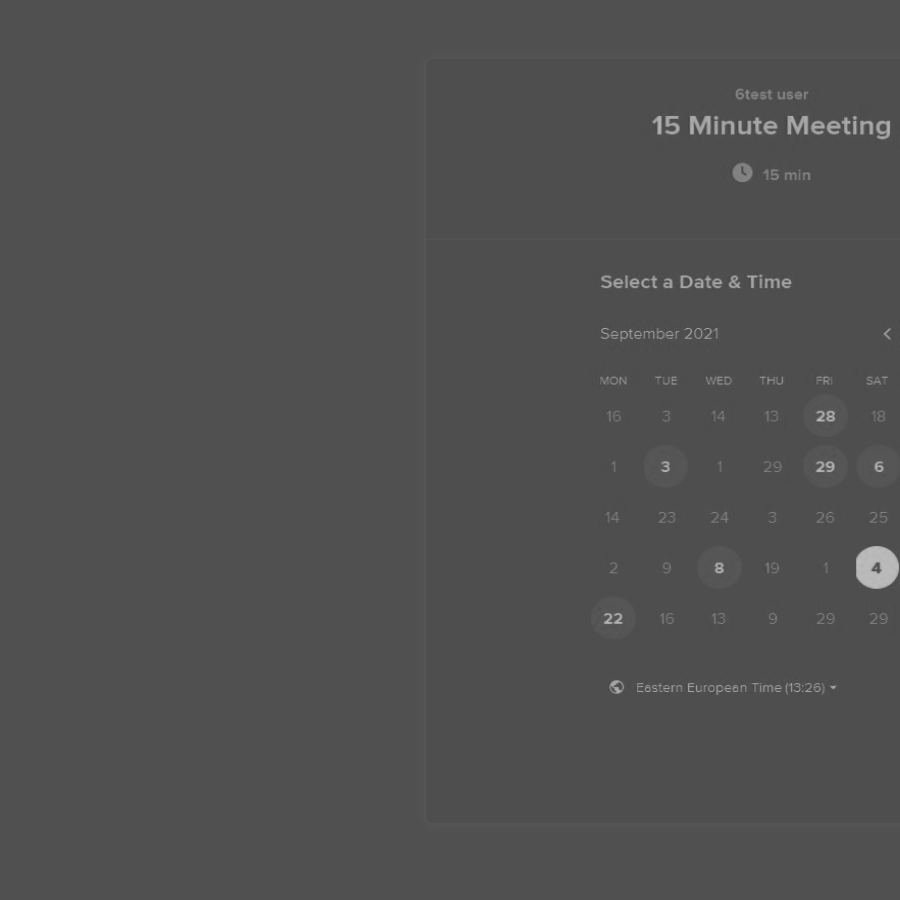 6test user
15 Minute Meeting
15 min
Select a Date & Time
September 2021
MON TUE WED THU FRI SAT
16 3 14 13 28 18
1 3 1 29 29 6
14 23 24 3 26 25
2 9 8 19 1 4
22 16 13 9 29 29
Eastern European Time (13:26)